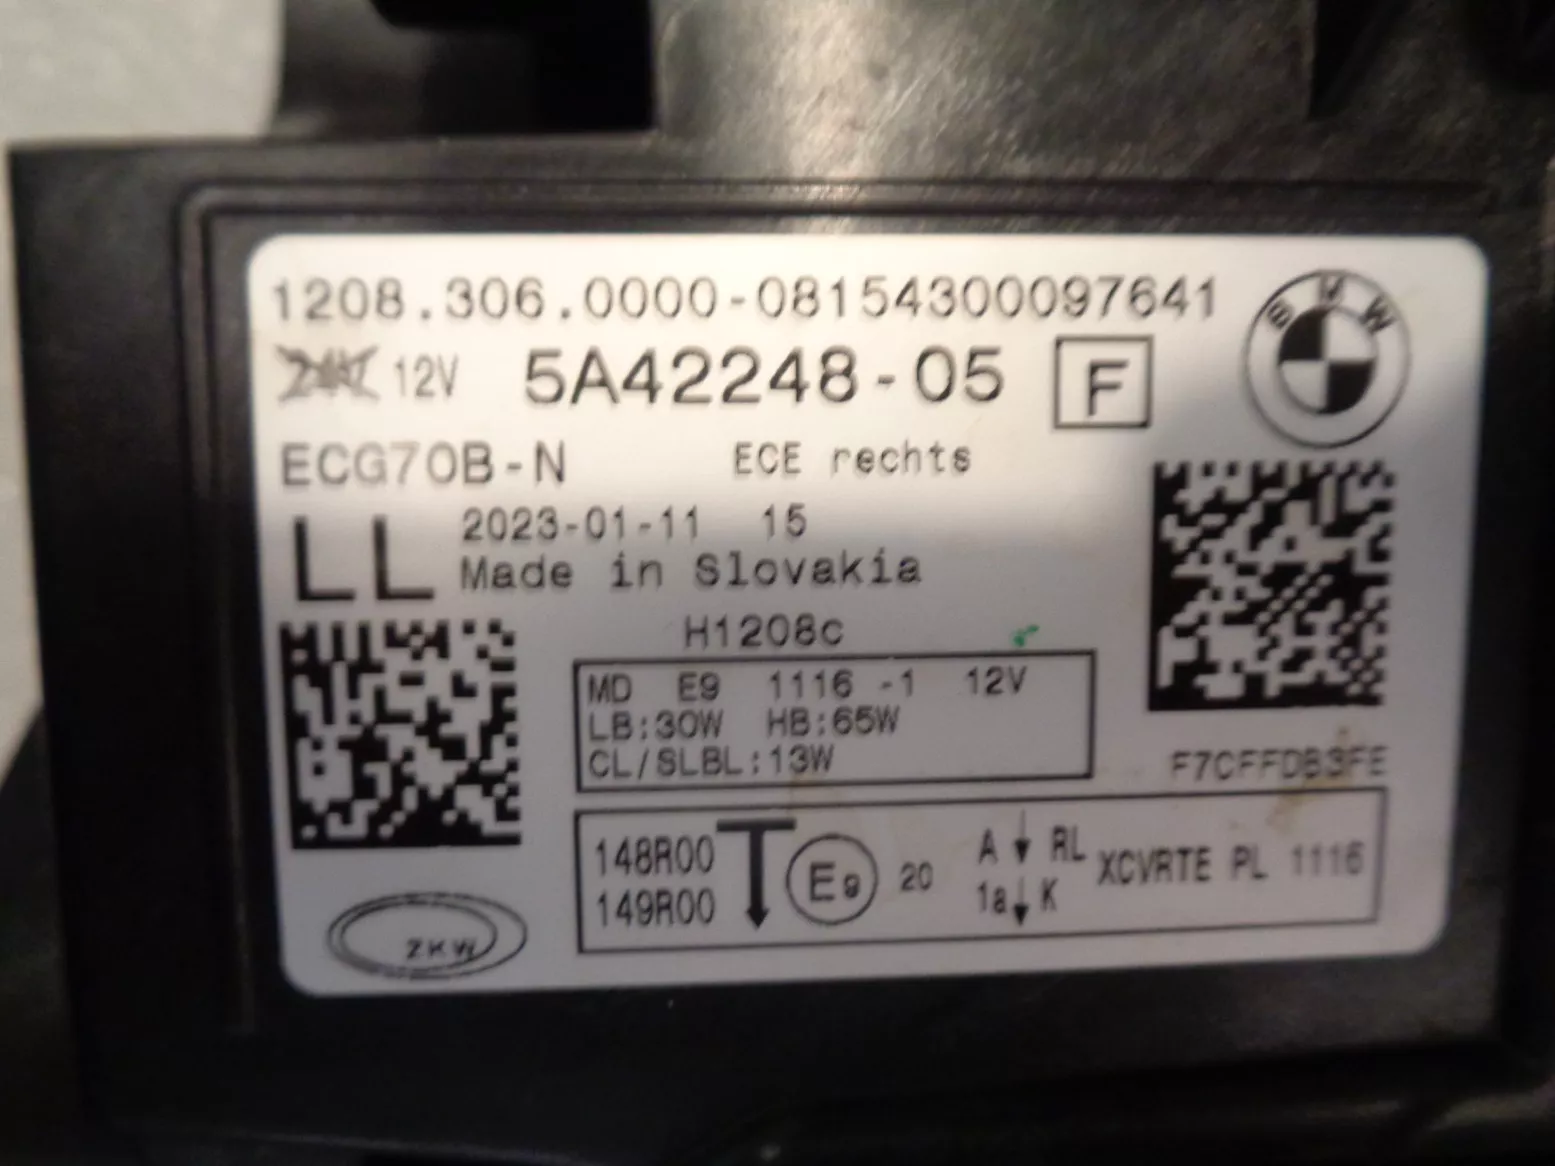 1208.306.0000-08154300097641
BMW
12V 5A42248-05 F
ECG70B-N ECE rechts
LL 2023-01-11 15
Made in Slovakia
H1208c
MD E9 1116 -1 12V
LB:30W HB:65W
CL/SLBL:13W
F7CFFDB3FE
148R00 E9 20 A RL XCVRTE PL 1116
149R00 1a K
ZKW